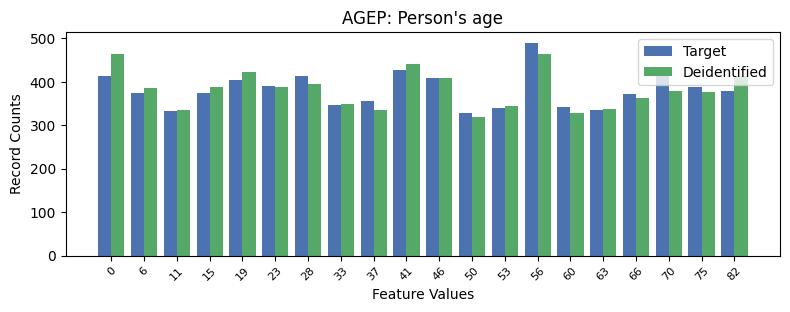 AGEP: Person's age
500
400
300
200
100
0
Record Counts
Target
Deidentified
0 6 11 15 19 23 28 33 37 41 46 50 53 56 60 63 66 70 75 82
Feature Values